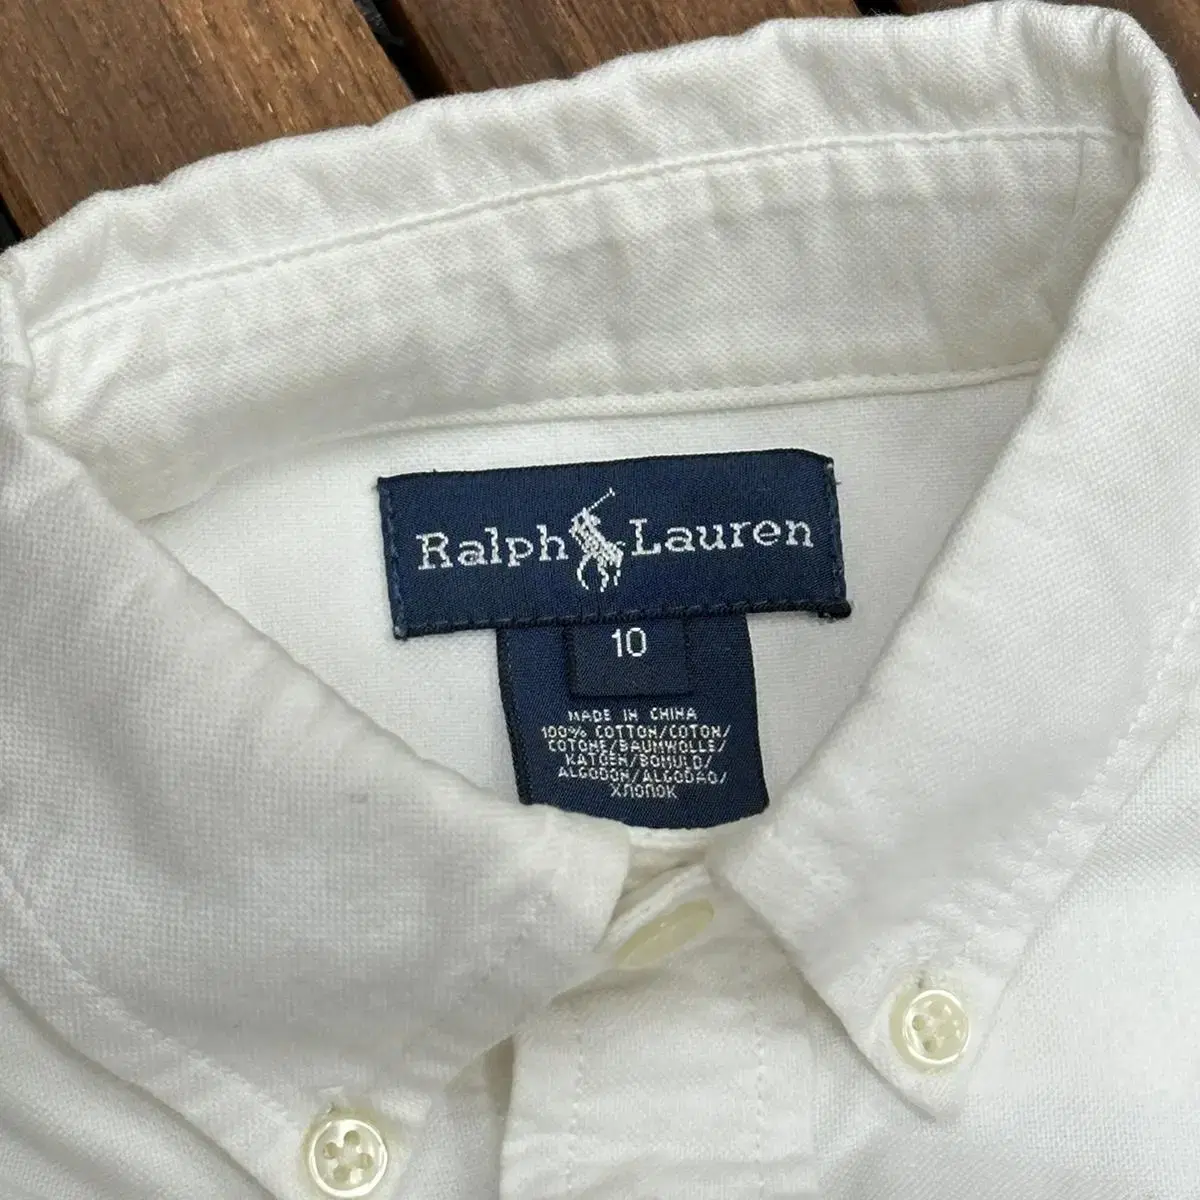 Ralph Lauren
10
MADE IN CHINA
100% COTTON/COTON/
COTONE/BAUMWOLLE/
KATOEN/BOMULD/
ALGODON/ALGODAO/
ХЛОПОК